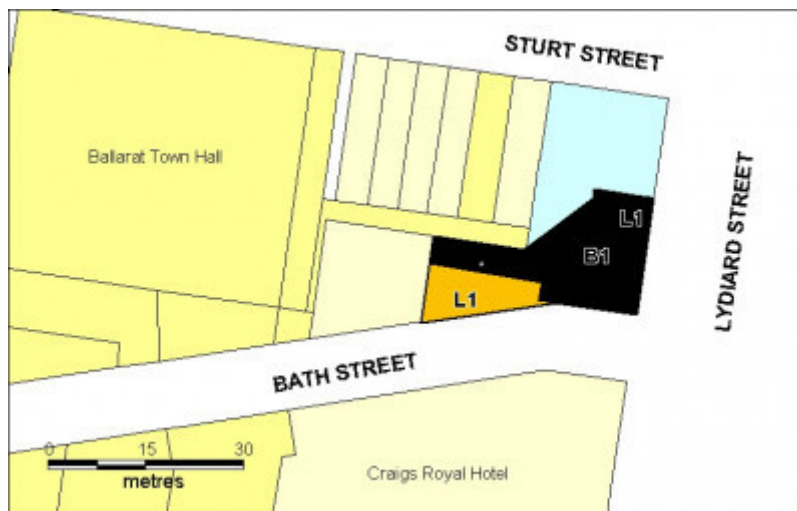 STURT STREET
Ballarat Town Hall
LYDIARD STREET
L1
B1
L1
BATH STREET
0 15 30
metres
Craigs Royal Hotel